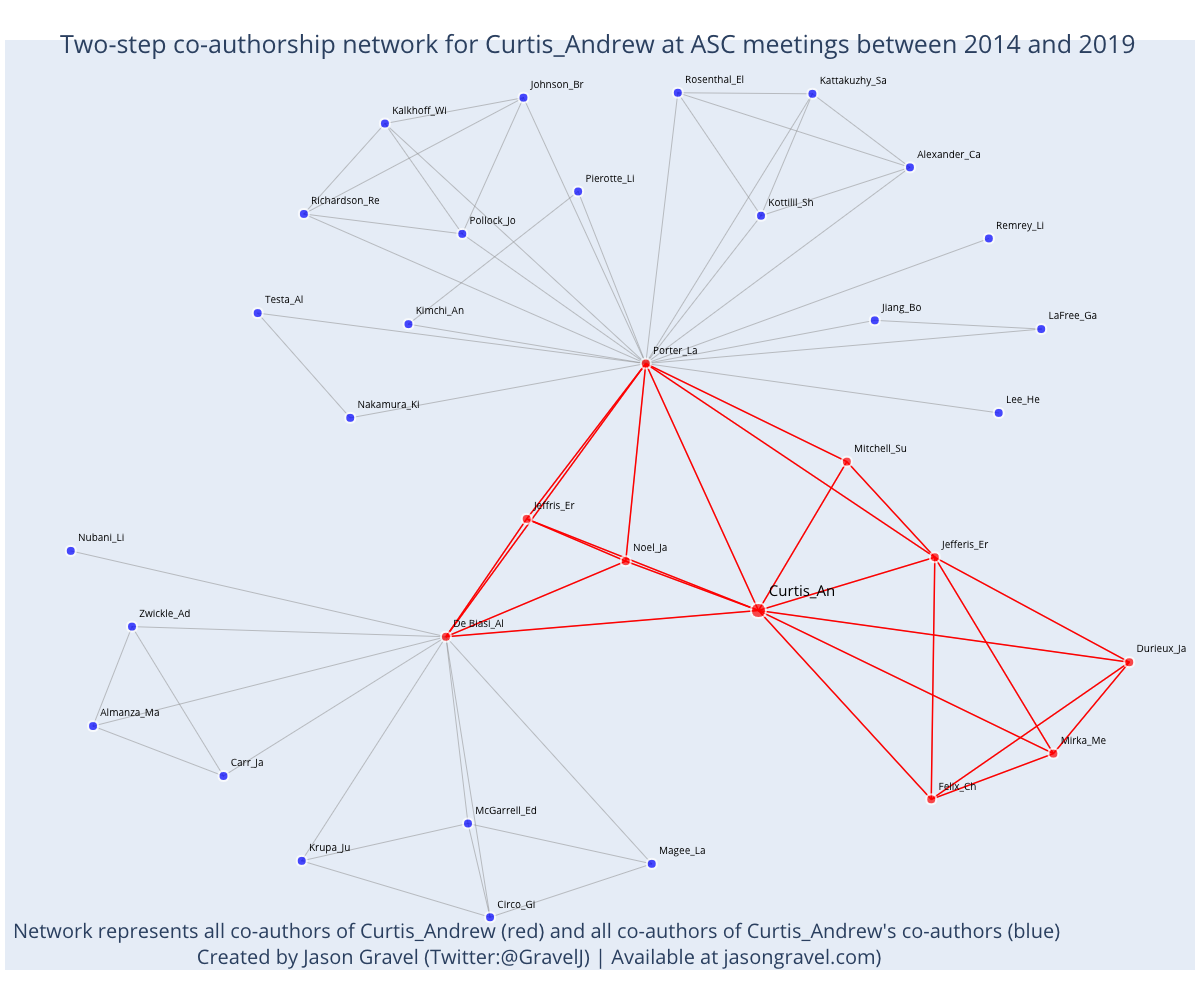 Two-step co-authorship network for Curtis_Andrew at ASC meetings between 2014 and 2019
Johnson_Br
Rosenthal_El
Kattakuzhy_Sa
Kalkhoff_Wi
Alexander_Ca
Pierotte_Li
Richardson_Re
Kottilil_Sh
Pollock_Jo
Remrey_Li
Testa_Al
Kimchi_An
Jiang_Bo
LaFree_Ga
Porter_La
Nakamura_Ki
Lee_He
Mitchell_Su
Jeffris_Er
Nubani_Li
Noel_Ja
Jefferis_Er
Curtis_An
Zwickle_Ad
De Biasi_Al
Durieux_Ja
Almanza_Ma
Mirka_Me
Carr_Ja
Felix_Ch
McGarrell_Ed
Krupa_Ju
Magee_La
Circo_Gi
Network represents all co-authors of Curtis_Andrew (red) and all co-authors of Curtis_Andrew's co-authors (blue)
Created by Jason Gravel (Twitter:@GravelJ) | Available at jasongravel.com)